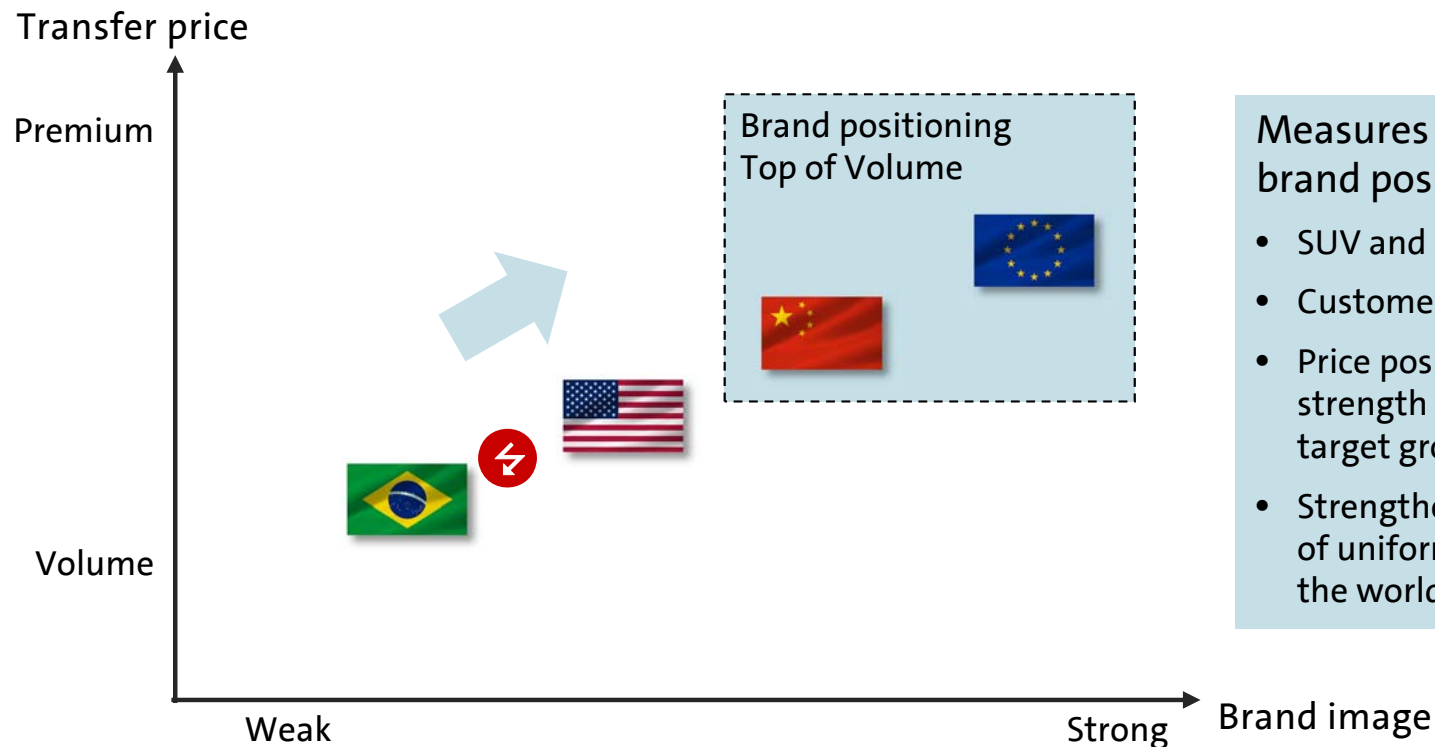 Transfer price
Premium
Brand positioning
Top of Volume
Volume
Weak
Strong
Brand image
Measures
brand pos
• SUV and
• Custome
• Price pos
strength
target gro
• Strengthe
of uniforr
the world